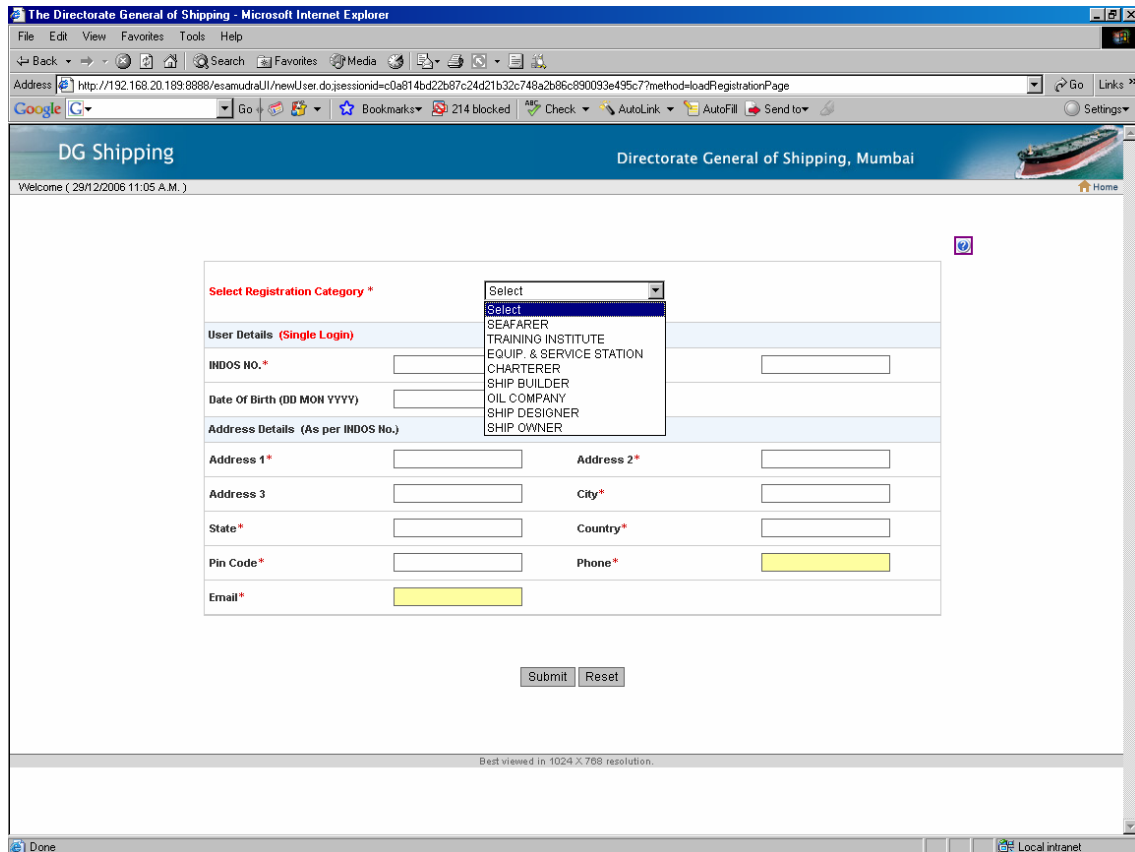 The Directorate General of Shipping - Microsoft Internet Explorer
File Edit View Favorites Tools Help
Back Search Favorites Media
Address http://192.168.20.189:8888/esamudraUI/newUser.do;jsessionid=c0a814bd22b87c24d21b32c748a2b86c890093e495c7?method=loadRegistrationPage Go Links »
Google G Go Bookmarks 214 blocked ABC Check AutoLink AutoFill Send to Settings
DG Shipping Directorate General of Shipping, Mumbai
Welcome ( 29/12/2006 11:05 A.M. ) Home
Select Registration Category * Select
Select
SEAFARER
User Details (Single Login)
TRAINING INSTITUTE
EQUIP. & SERVICE STATION
INDOS NO.*
CHARTERER
SHIP BUILDER
Date Of Birth (DD MON YYYY)
OIL COMPANY
SHIP DESIGNER
Address Details (As per INDOS No.)
SHIP OWNER
Address 1* Address 2*
Address 3 City*
State* Country*
Pin Code* Phone*
Email*
Submit Reset
Best viewed in 1024 X 768 resolution.
Done Local intranet